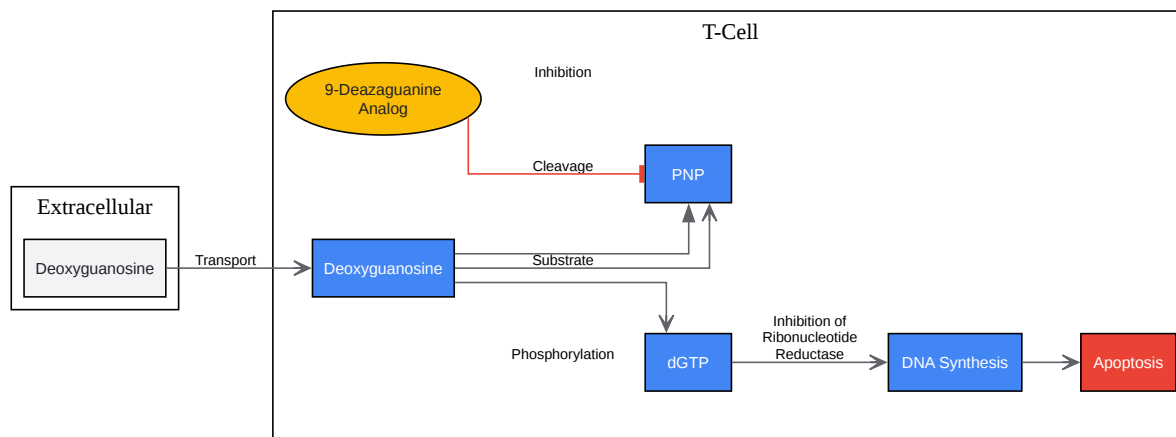 T-Cell
9-Deazaguanine
Analog
Inhibition
Cleavage
PNP
Extracellular
Deoxyguanosine
Transport
Deoxyguanosine
Substrate
Phosphorylation
dGTP
Inhibition of
Ribonucleotide
Reductase
DNA Synthesis
Apoptosis